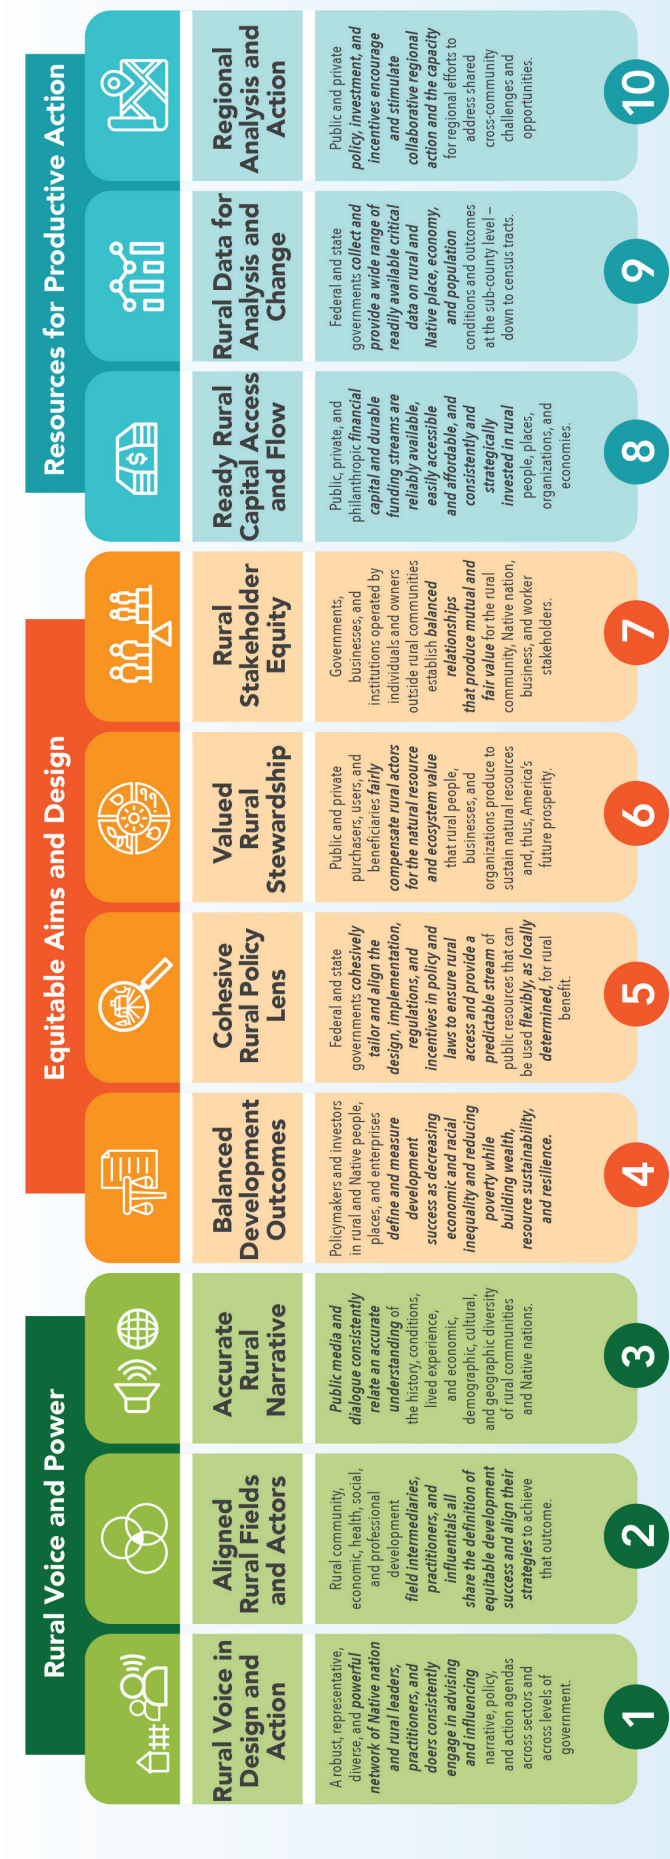 Rural Voice and Power
Rural Voice in
Design and
Action
A robust, representative,
diverse, and powerful
network of Native nation
and rural leaders,
practitioners, and
doers consistently
engage in advising
and influencing
narrative, policy,
and action agendas
across sectors and
across levels of
government.
1
Aligned
Rural Fields
and Actors
Rural community,
economic, health, social,
and professional
development
field intermediaries,
practitioners, and
influentials all
share the definition of
equitable development
success and align their
strategies to achieve
that outcome.
2
Accurate
Rural
Narrative
Public media and
dialogue consistently
relate an accurate
understanding of
the history, conditions,
lived experience,
and economic,
demographic, cultural,
and geographic diversity
of rural communities
and Native nations.
3
Equitable Aims and Design
Balanced
Development
Outcomes
Policymakers and investors
in rural and Native people,
places, and enterprises
define and measure
development
success as decreasing
economic and racial
inequality and reducing
poverty while
building wealth,
resource sustainability,
and resilience.
4
Cohesive
Rural Policy
Lens
Federal and state
governments cohesively
tailor and align the
design, implementation,
regulations, and
incentives in policy and
laws to ensure rural
access and provide a
predictable stream of
public resources that can
be used flexibly, as locally
determined, for rural
benefit.
5
Valued
Rural
Stewardship
Public and private
purchasers, users, and
beneficiaries fairly
compensate rural actors
for the natural resource
and ecosystem value
that rural people,
businesses, and
organizations produce to
sustain natural resources
and, thus, America's
future prosperity.
6
Rural
Stakeholder
Equity
Governments,
businesses, and
institutions operated by
individuals and owners
outside rural communities
establish balanced
relationships
that produce mutual and
fair value for the rural
community, Native nation,
business, and worker
stakeholders.
7
Resources for Productive Action
$
Ready Rural
Capital Access
and Flow
Public, private, and
philanthropic financial
capital and durable
funding streams are
reliably available,
easily accessible
and affordable, and
consistently and
strategically
invested in rural
people, places,
organizations, and
economies.
8
Rural Data for
Analysis and
Change
Federal and state
governments collect and
provide a wide range of
readily available critical
data on rural and
Native place, economy,
and population
conditions and outcomes
at the sub-county level –
down to census tracts.
9
Regional
Analysis and
Action
Public and private
policy, investment, and
incentives encourage
and stimulate
collaborative regional
action and the capacity
for regional efforts to
address shared
cross-community
challenges and
opportunities.
10